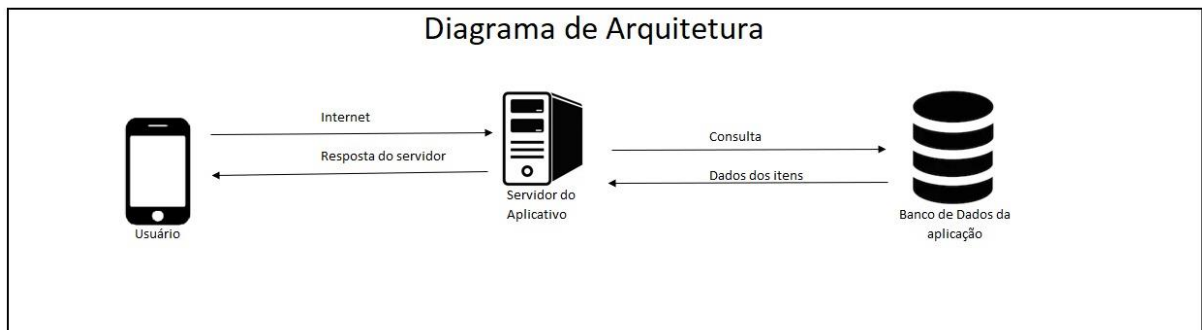 Diagrama de Arquitetura
Internet
Resposta do servidor
Consulta
Dados dos itens
Usuário
Servidor do
Aplicativo
Banco de Dados da
aplicação